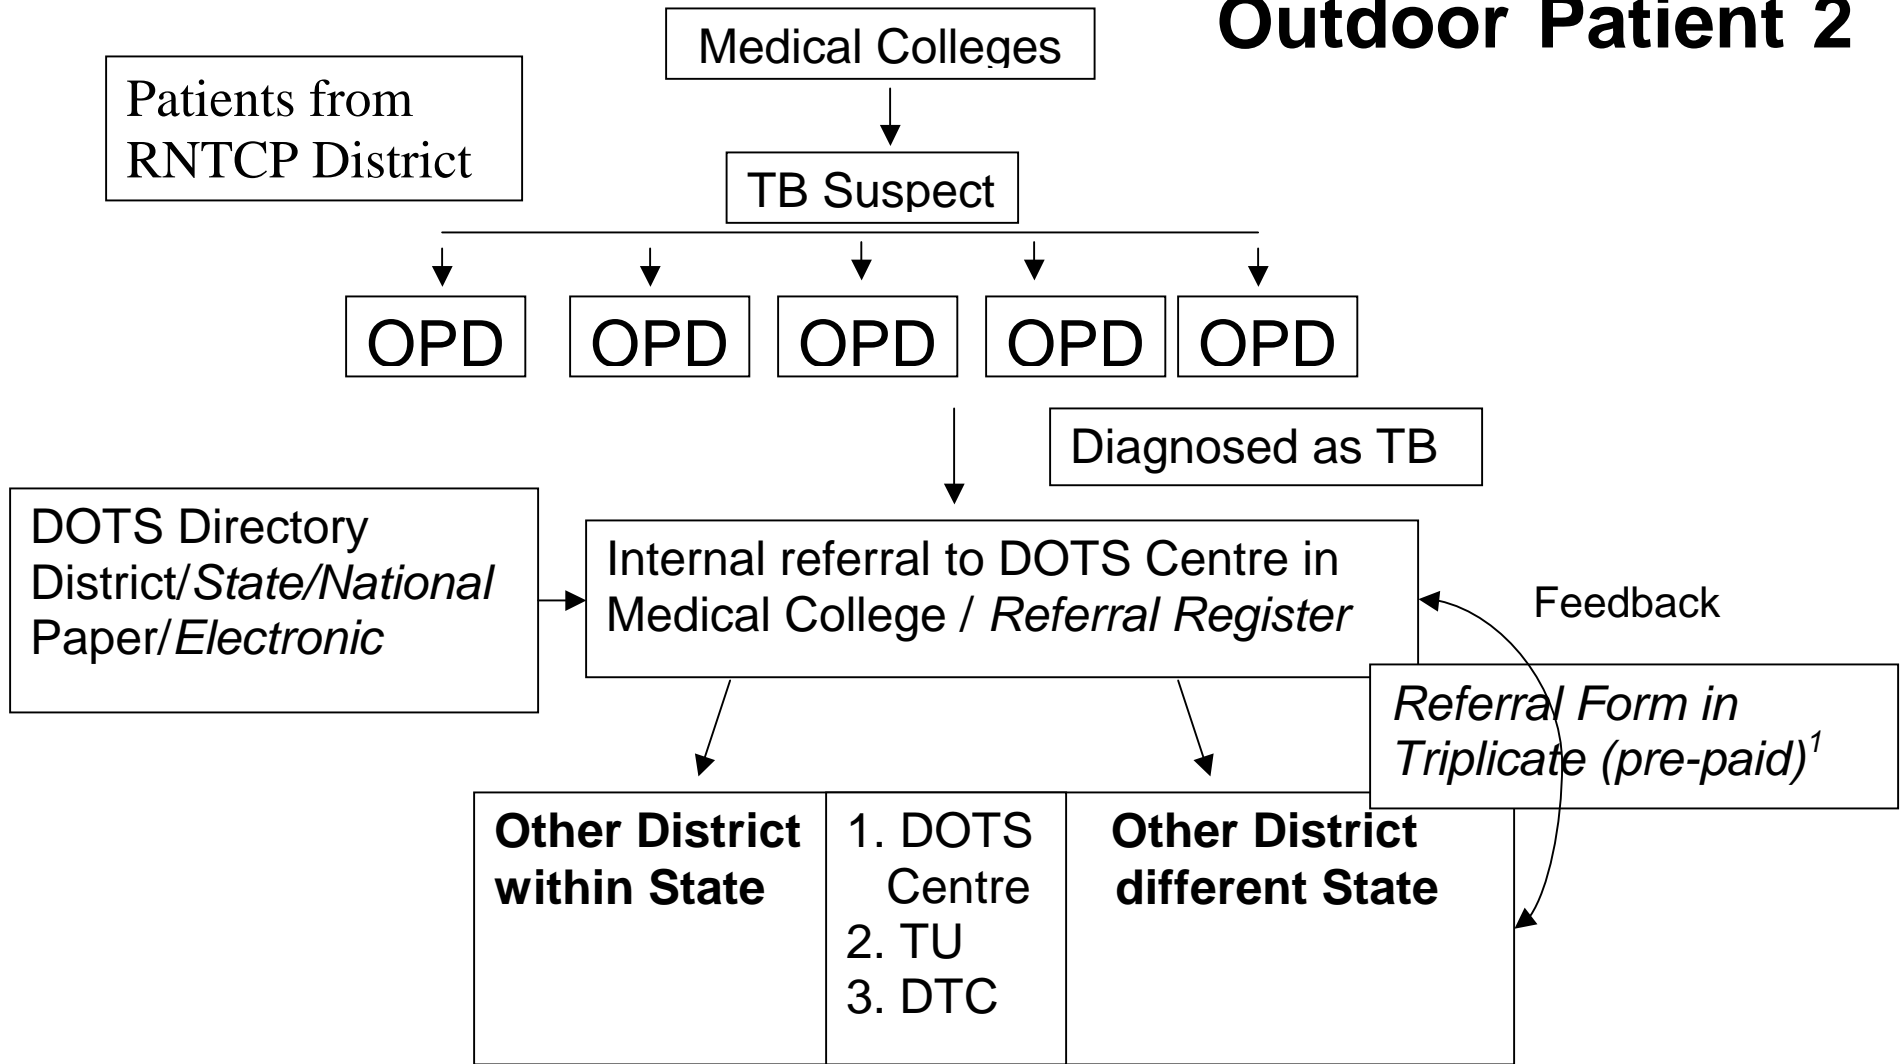 Outdoor Patient 2
Medical Colleges
Patients from
RNTCP District
TB Suspect
OPD
OPD
OPD
OPD
OPD
Diagnosed as TB
DOTS Directory
District/State/National
Paper/Electronic
Internal referral to DOTS Centre in
Medical College / Referral Register
Feedback
Referral Form in
Triplicate (pre-paid)1
Other District
within State
1. DOTS
Centre
2. TU
3. DTC
Other District
different State